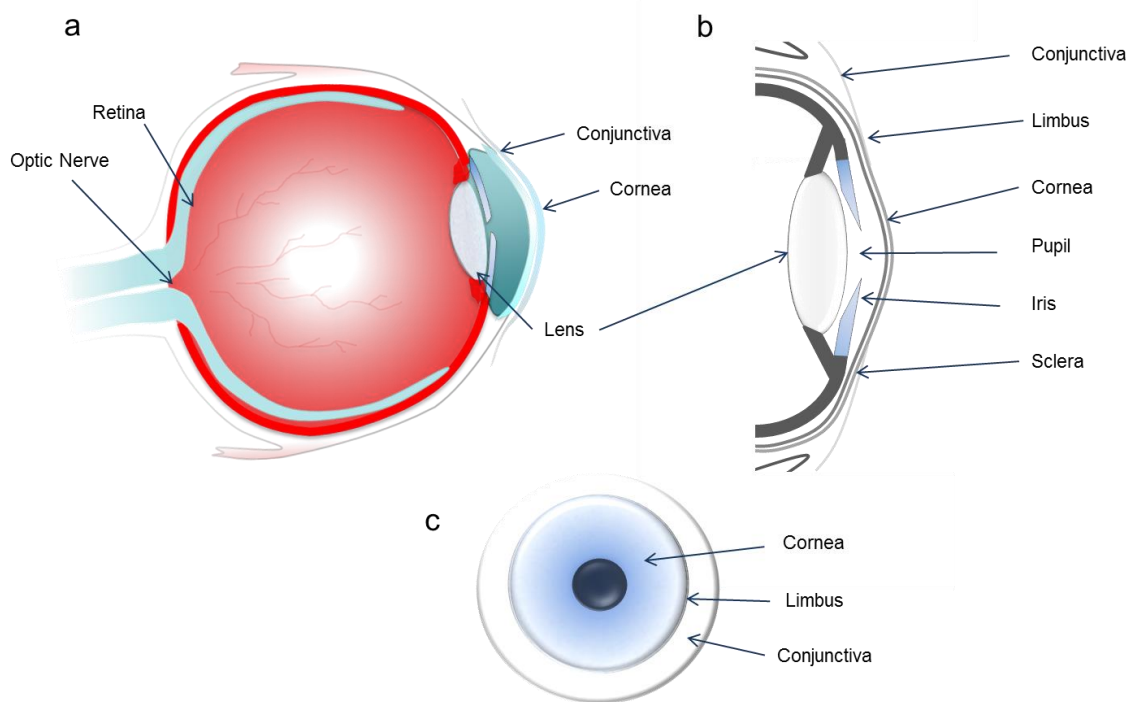 a
Retina
Optic Nerve
Conjunctiva
Cornea
Lens
b
Conjunctiva
Limbus
Cornea
Pupil
Iris
Sclera
c
Cornea
Limbus
Conjunctiva